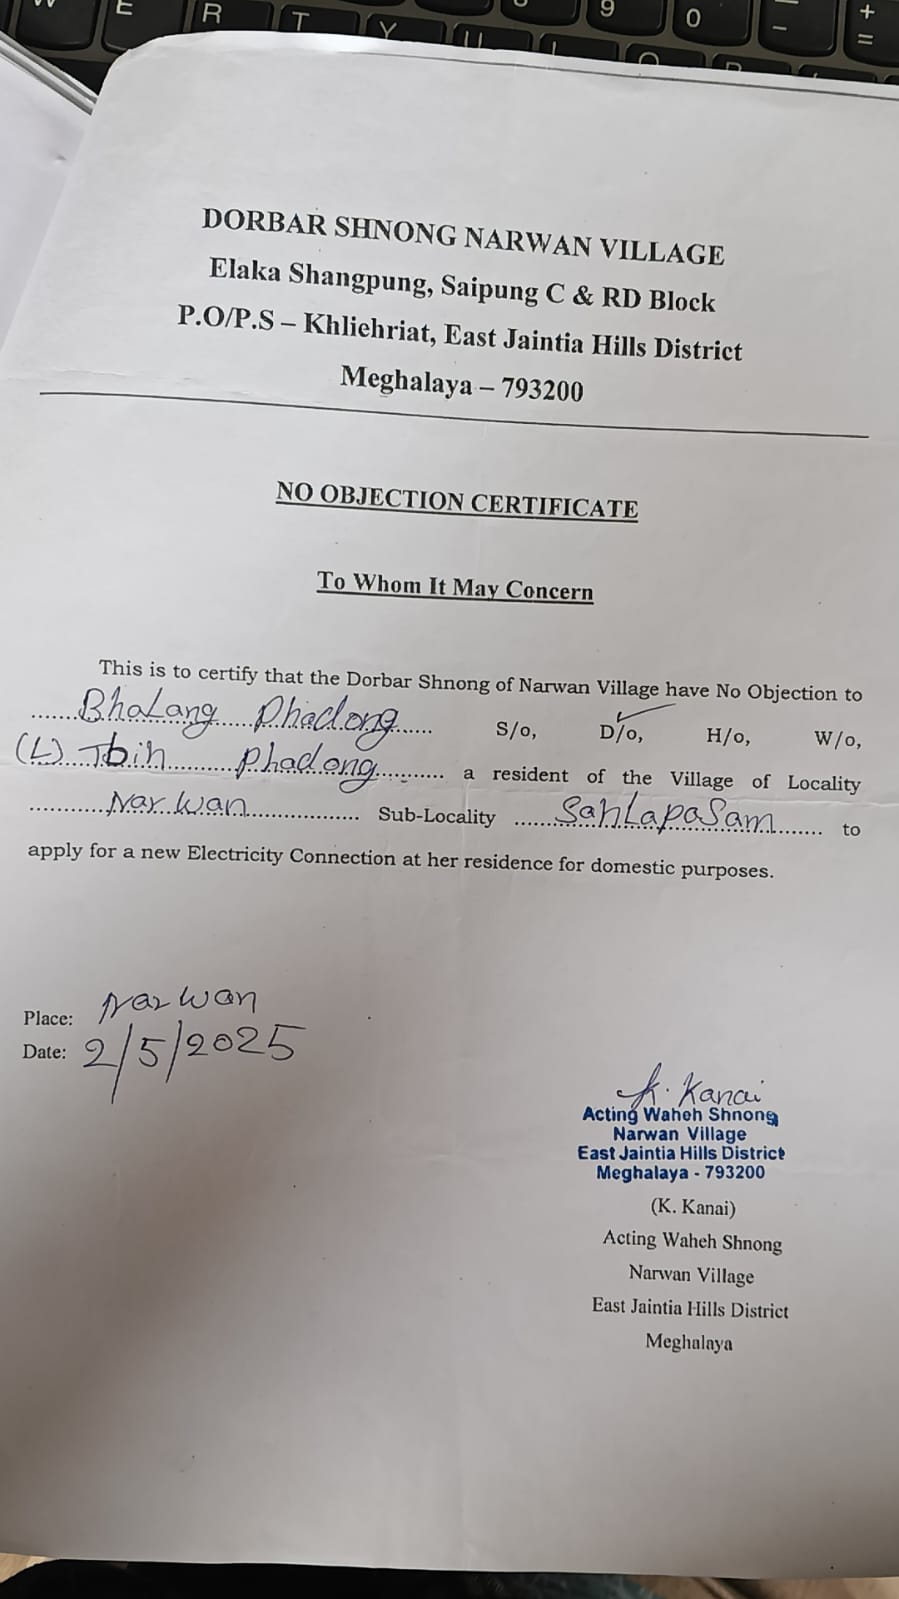 DORBAR SHNONG NARWAN VILLAGE
Elaka Shangpung, Saipung C & RD Block
P.O/P.S – Khliehriat, East Jaintia Hills District
Meghalaya – 793200
NO OBJECTION CERTIFICATE
To Whom It May Concern
This is to certify that the Dorbar Shnong of Narwan Village have No Objection to
.......Bhalang Phadong...... S/o, D/o, ✓ H/o, W/o,
(L) Tbih Phadong.......... a resident of the Village of Locality
...........Narwan................. Sub-Locality ......Sahlapasam....... to
apply for a new Electricity Connection at her residence for domestic purposes.
Place: Narwan
Date: 2/5/2025
K. Kanai
Acting Waheh Shnong
Narwan Village
East Jaintia Hills District
Meghalaya - 793200
(K. Kanai)
Acting Waheh Shnong
Narwan Village
East Jaintia Hills District
Meghalaya